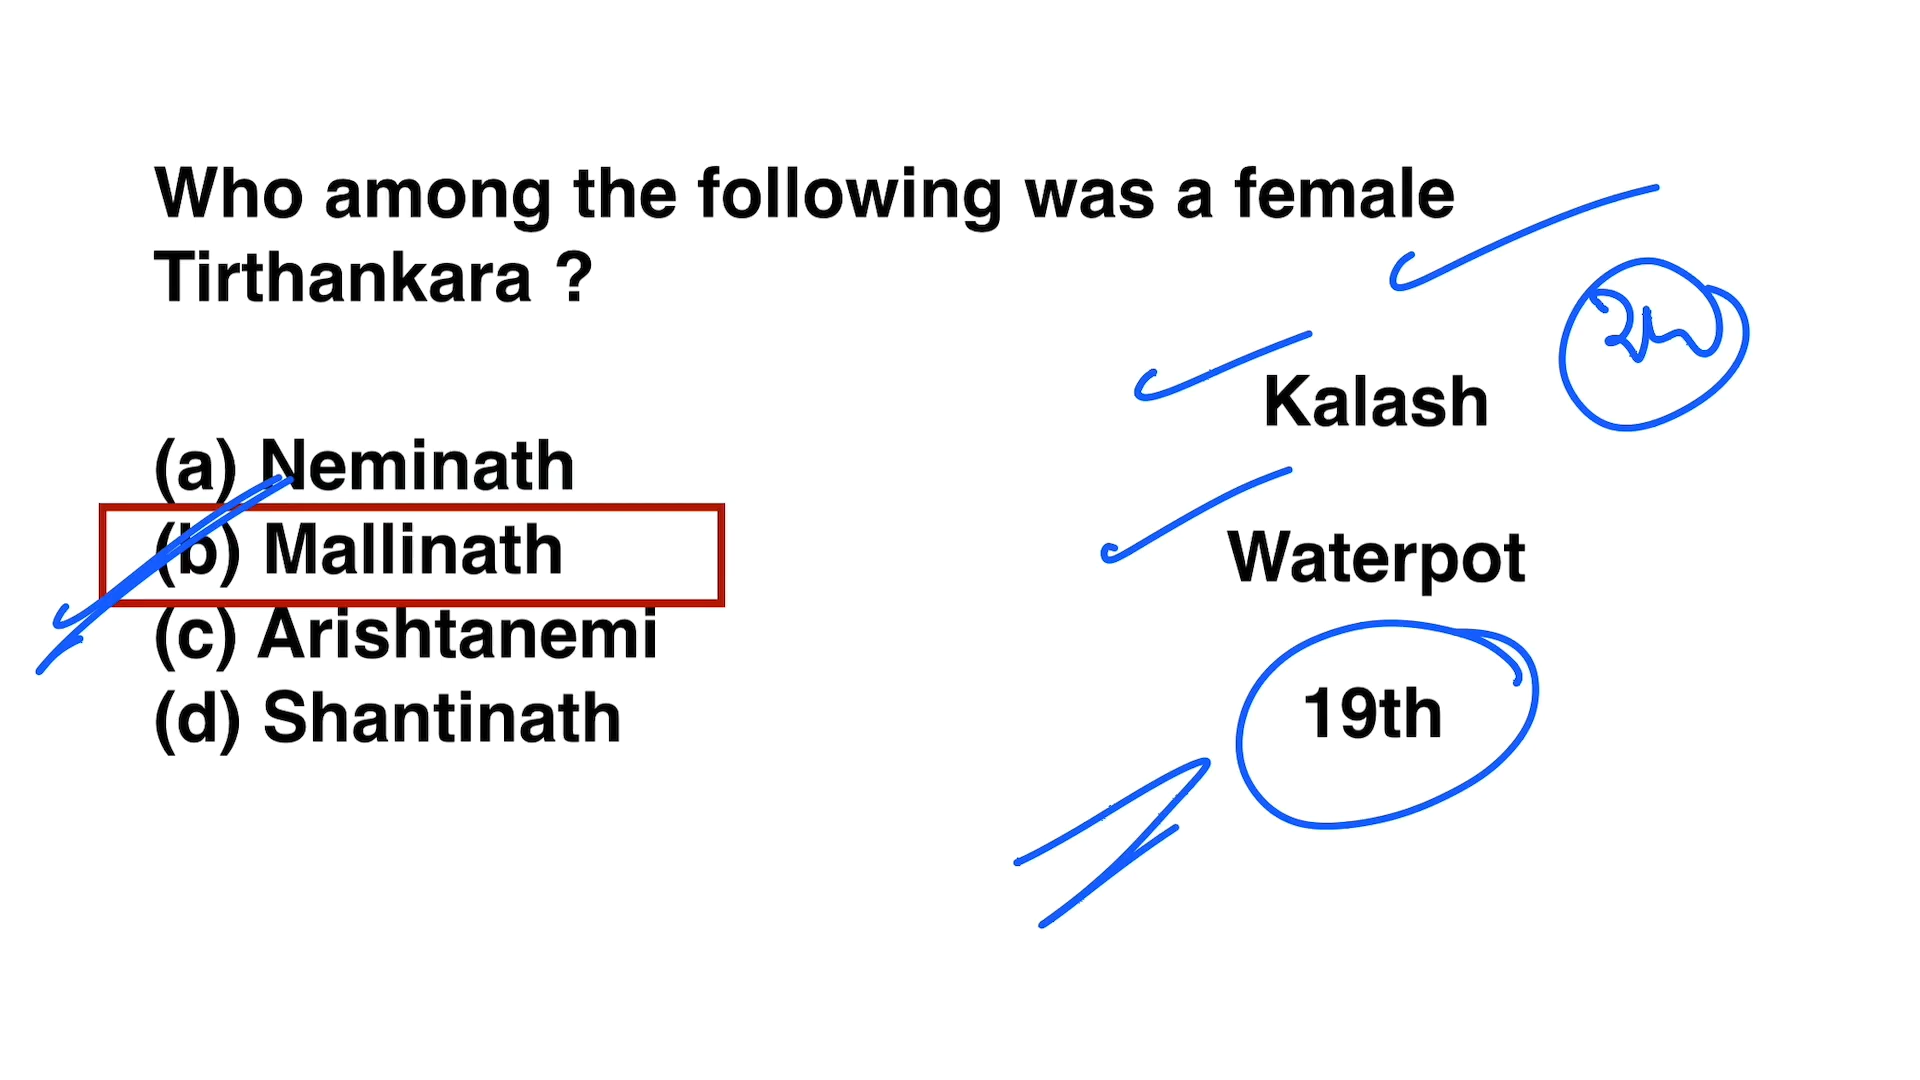 Who among the following was a female
Tirthankara ?
(a) Neminath
(b) Mallinath
(c) Arishtanemi
(d) Shantinath
Kalash
Waterpot
19th